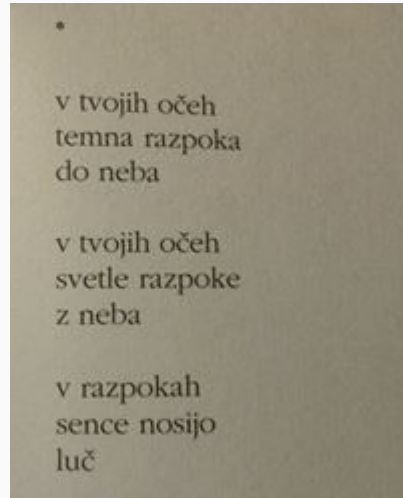 *
v tvojih očeh
temna razpoka
do neba
v tvojih očeh
svetle razpoke
z neba
v razpokah
sence nosijo
luč